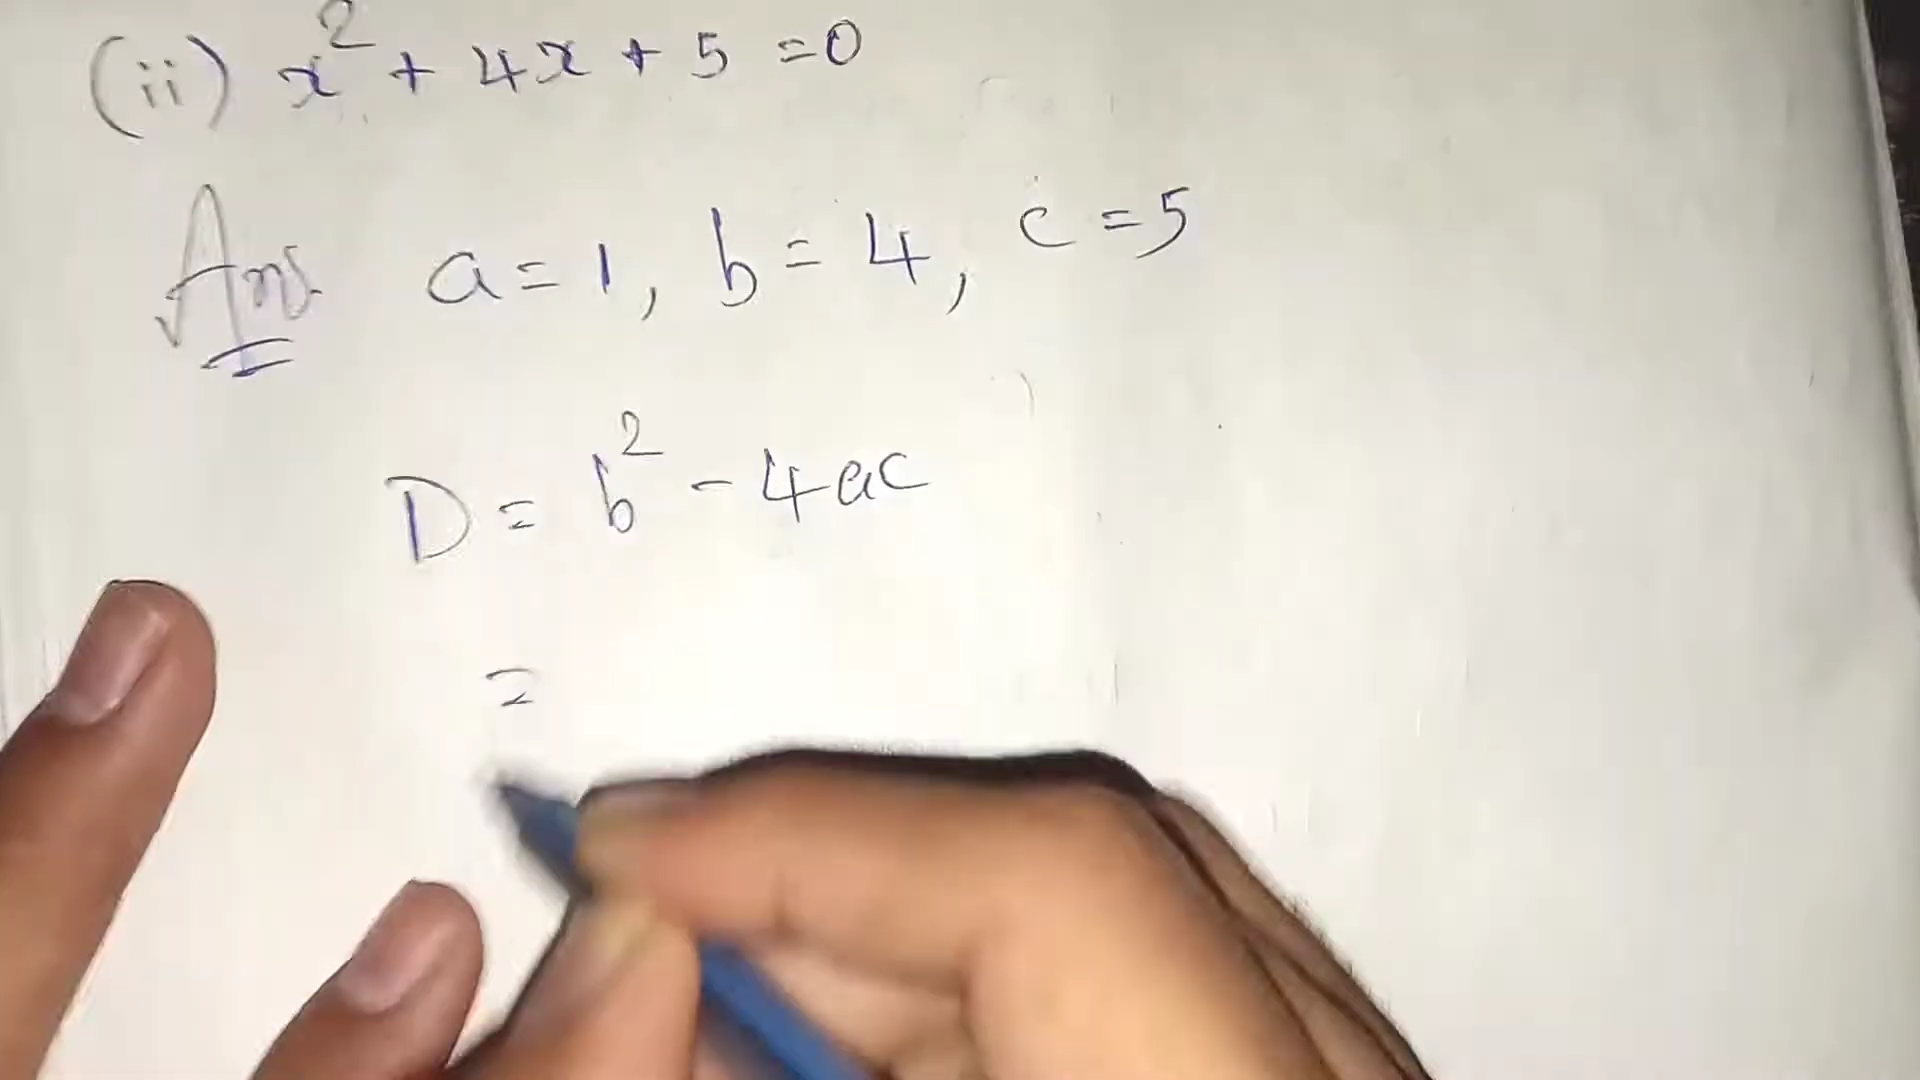 (ii) x² + 4x + 5 = 0
Ans a = 1, b = 4, c = 5
D = b² - 4ac
=